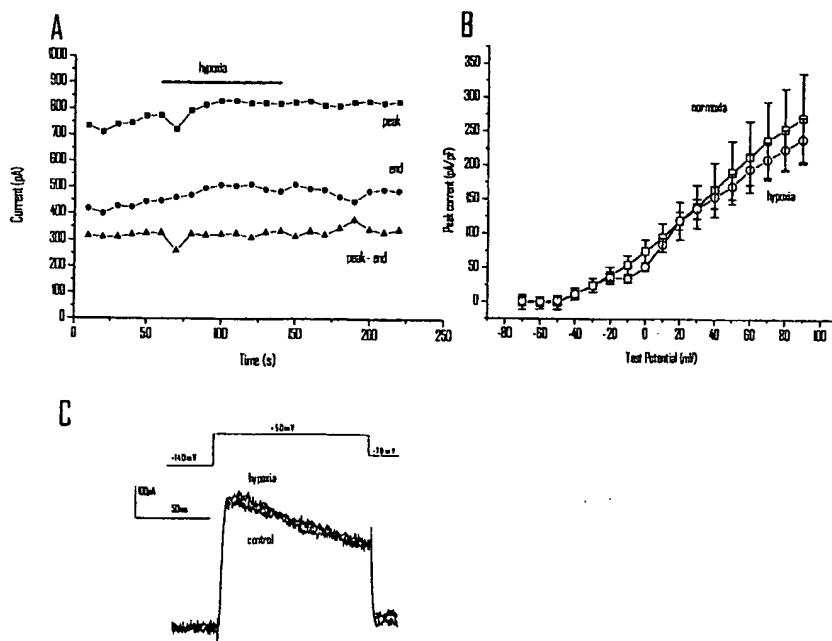 A
hypoxia
1000
900
800
700
600
500
400
300
200
100
0
peak
end
peak - end
0 50 100 150 200 250
Current (pA)
Time (s)
B
350
300
250
200
150
100
50
0
normoxia
hypoxia
-80 -60 -40 -20 0 20 40 60 80 100
Peak current (pA/pF)
Test Potential (mV)
C
-140mV
+50mV
-70mV
100pA
50ms
hypoxia
control